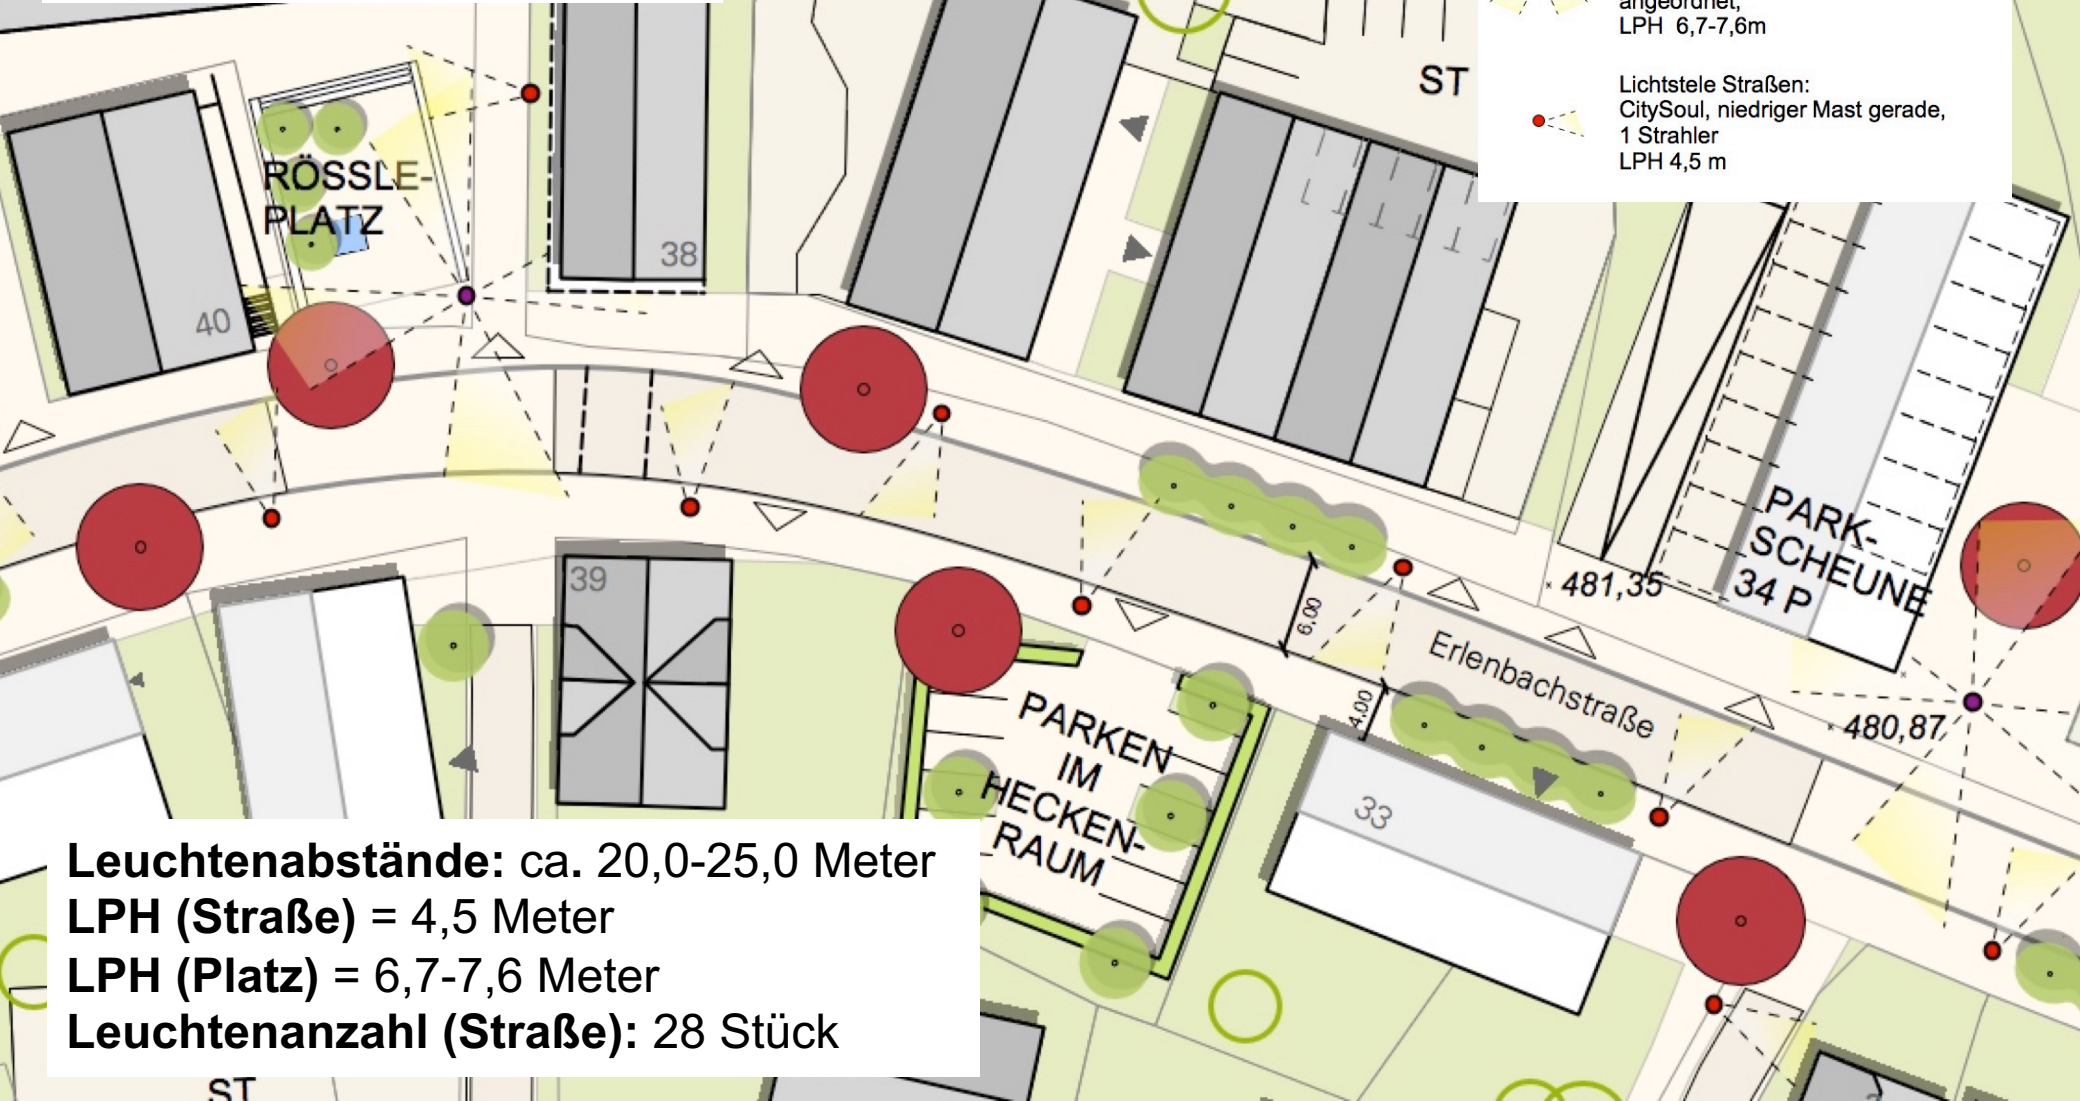 angeordnet,
LPH 6,7-7,6m
Lichtstele Straßen:
CitySoul, niedriger Mast gerade,
1 Strahler
LPH 4,5 m
ST
RÖSSLE-
PLATZ
38
40
PARK-
SCHEUNE
34 P
481,35
39
6,00
Erlenbachstraße
4,00
480,87
PARKEN
IM
HECKEN-
RAUM
33
Leuchtenabstände: ca. 20,0-25,0 Meter
LPH (Straße) = 4,5 Meter
LPH (Platz) = 6,7-7,6 Meter
Leuchtenanzahl (Straße): 28 Stück
ST